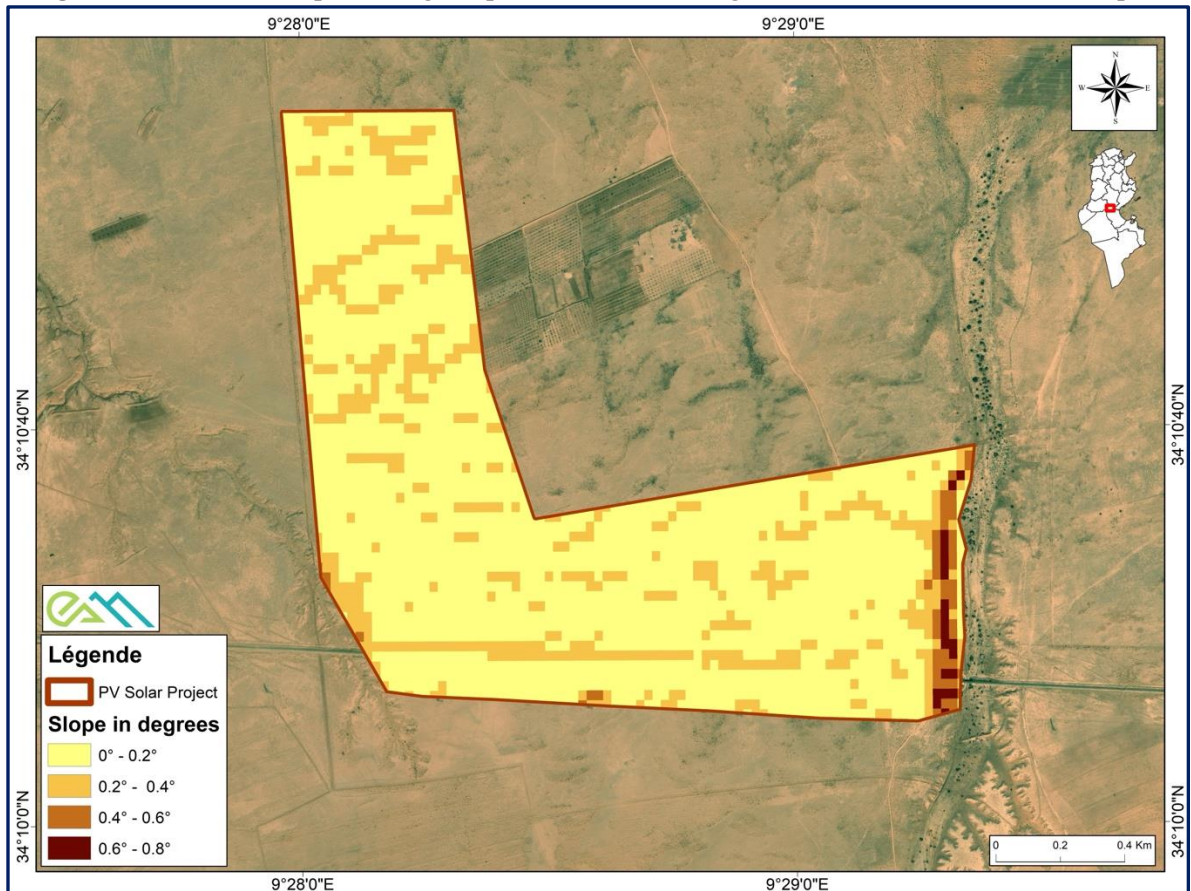 9°28'0"E
9°29'0"E
N
W
E
S
34°10'40"N
34°10'40"N
Légende
PV Solar Project
Slope in degrees
0° - 0.2°
0.2° - 0.4°
0.4° - 0.6°
0.6° - 0.8°
34°10'0"N
34°10'0"N
0 0.2 0.4 Km
9°28'0"E
9°29'0"E